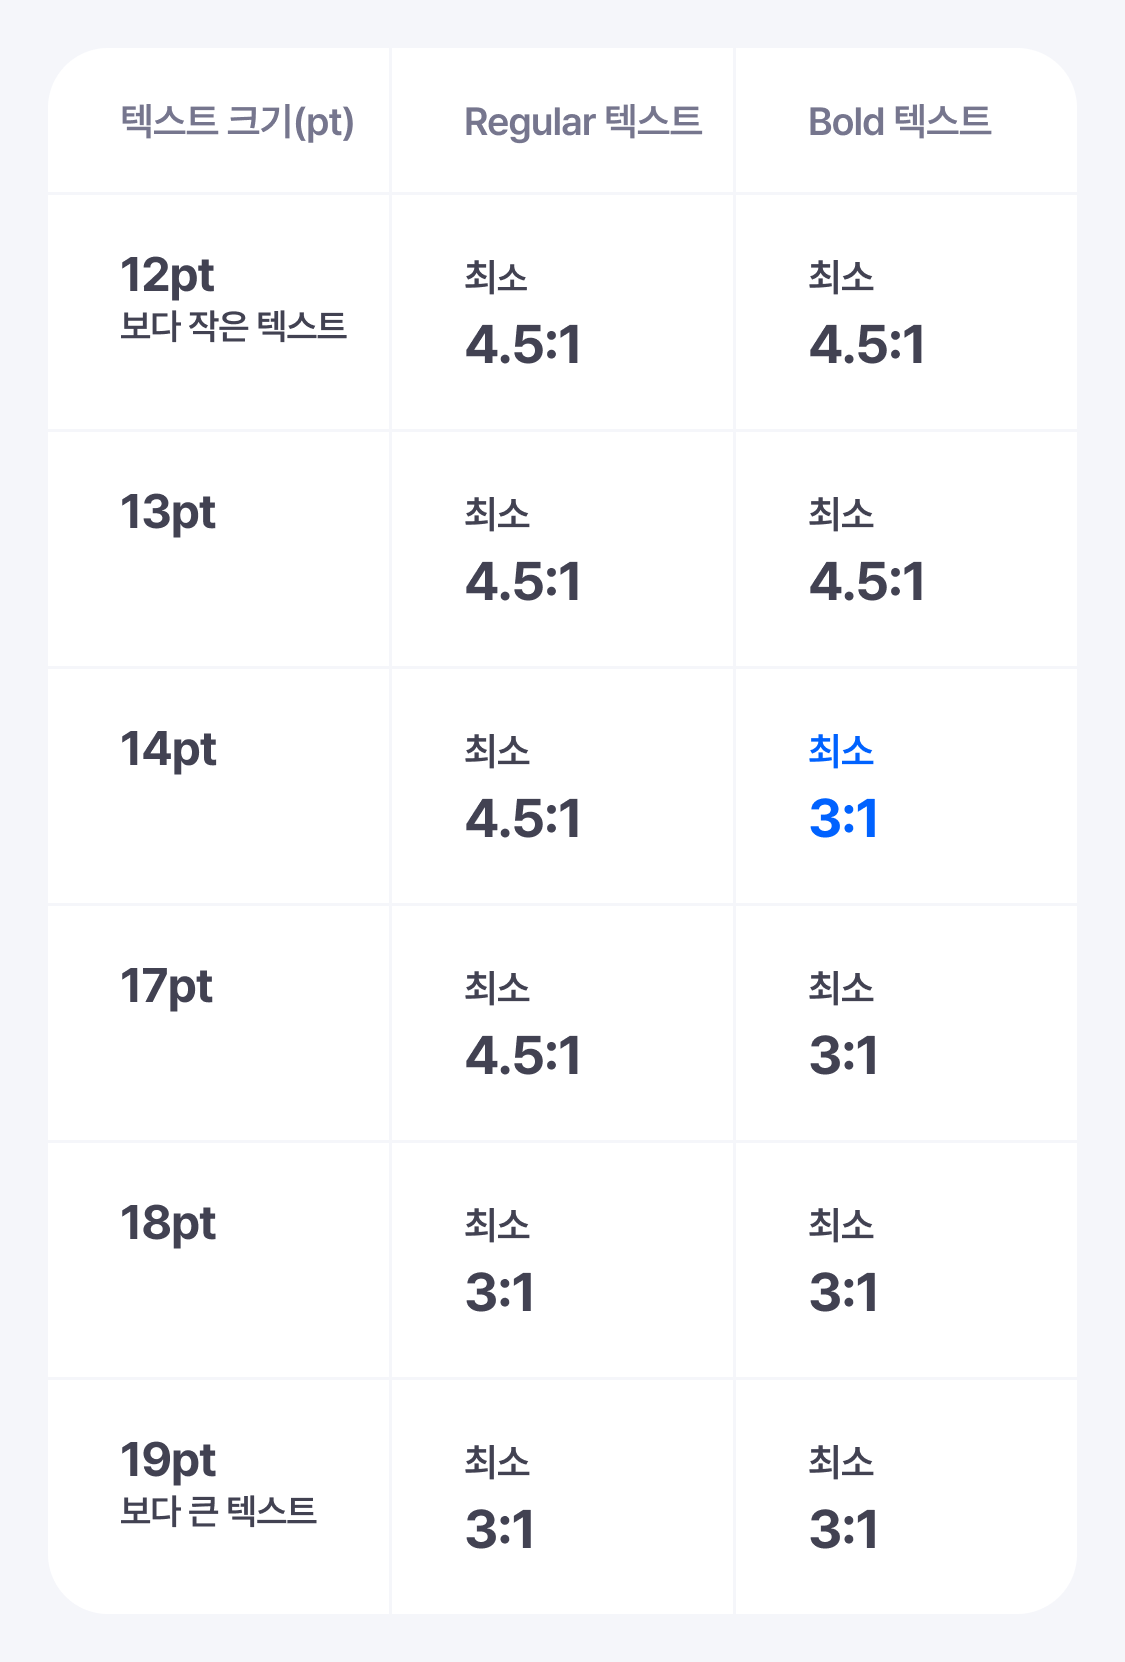 텍스트 크기(pt) Regular 텍스트 Bold 텍스트
12pt 최소 최소
보다 작은 텍스트 4.5:1 4.5:1
13pt 최소 최소
4.5:1 4.5:1
14pt 최소 최소
4.5:1 3:1
17pt 최소 최소
4.5:1 3:1
18pt 최소 최소
3:1 3:1
19pt 최소 최소
보다 큰 텍스트 3:1 3:1